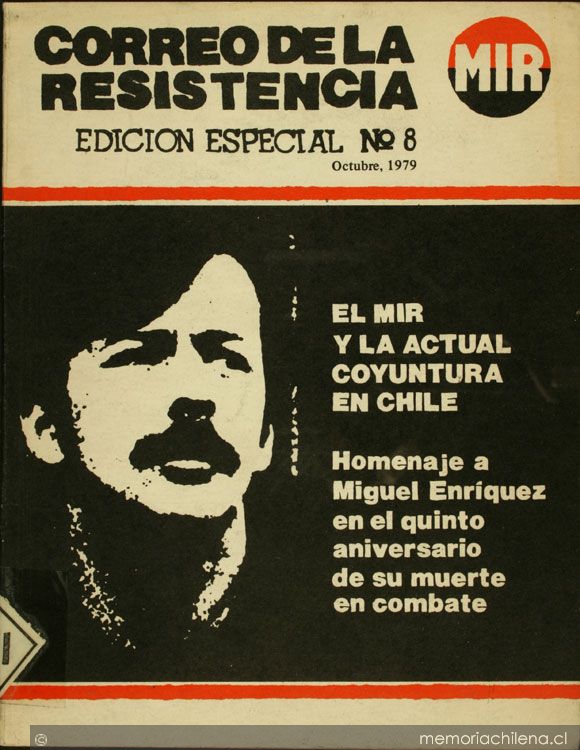 CORREO DE LA
RESISTENCIA
MIR
EDICION ESPECIAL Nº 8
Octubre, 1979
EL MIR
Y LA ACTUAL
COYUNTURA
EN CHILE
Homenaje a
Miguel Enríquez
en el quinto
aniversario
de su muerte
en combate
© memoriachilena.cl